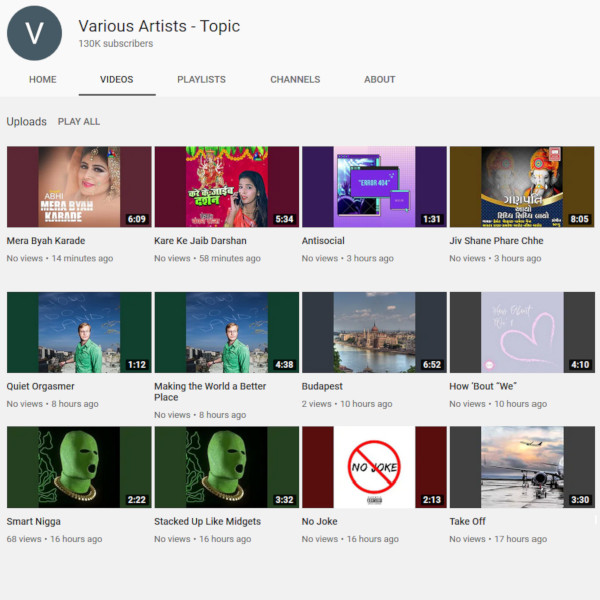 V
Various Artists - Topic
130K subscribers
HOME VIDEOS PLAYLISTS CHANNELS ABOUT
Uploads PLAY ALL
ABHI
MERA BYAH
KARADE
6:09
करे के जाईब
दर्शन
5:34
"ERROR 404"
1:31
ગણપતિ
આયો
રિધ્ધિ સિધ્ધિ લાયો
8:05
Mera Byah Karade
No views • 14 minutes ago
Kare Ke Jaib Darshan
No views • 58 minutes ago
Antisocial
No views • 3 hours ago
Jiv Shane Phare Chhe
No views • 3 hours ago
1:12
4:38
6:52
How 'Bout
We'
4:10
Quiet Orgasmer
No views • 8 hours ago
Making the World a Better
Place
No views • 8 hours ago
Budapest
2 views • 10 hours ago
How 'Bout "We"
No views • 10 hours ago
2:22
3:32
NO JOKE
2:13
3:30
Smart Nigga
68 views • 16 hours ago
Stacked Up Like Midgets
No views • 16 hours ago
No Joke
No views • 16 hours ago
Take Off
No views • 17 hours ago